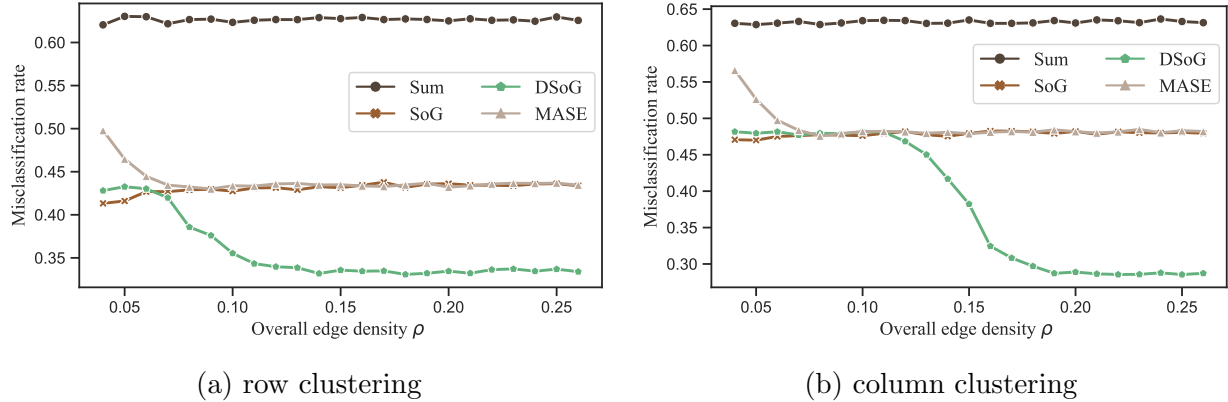 0.60
0.55
0.50
0.45
0.40
0.35
Misclassification rate
Sum
SoG
DSoG
MASE
0.05
0.10
0.15
0.20
0.25
Overall edge density ρ
(a) row clustering
0.65
0.60
0.55
0.50
0.45
0.40
0.35
0.30
Misclassification rate
Sum
SoG
DSoG
MASE
0.05
0.10
0.15
0.20
0.25
Overall edge density ρ
(b) column clustering